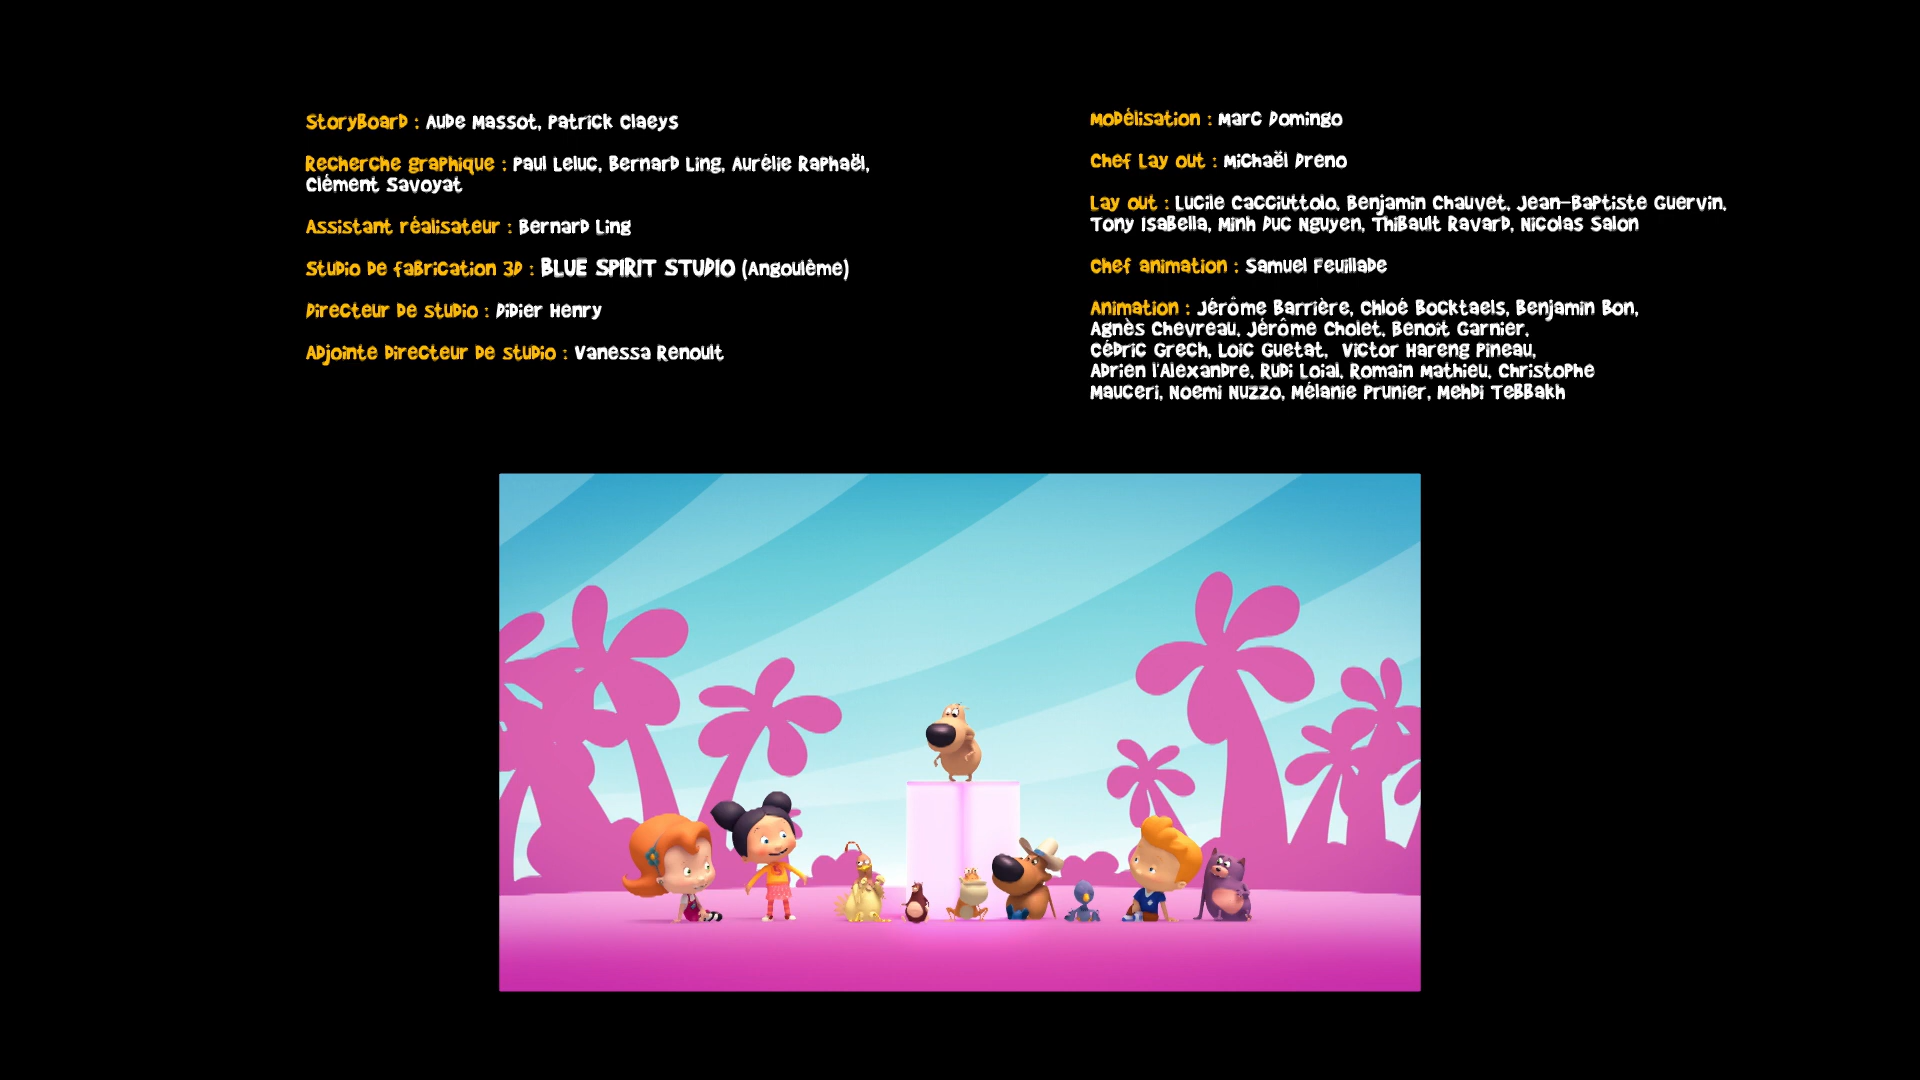 StoryBoard : Aude Massot, Patrick Claeys
Recherche graphique : Paul Leluc, Bernard Ling, Aurélie Raphaël,
Clément Savoyat
Assistant réalisateur : Bernard Ling
Studio de fabrication 3D : BLUE SPIRIT STUDIO (Angoulème)
Directeur de studio : Didier Henry
Adjointe Directeur de studio : Vanessa Renoult
Modélisation : Marc Domingo
Chef Lay out : Michaël Dreno
Lay out : Lucile Cacciuttolo, Benjamin Chauvet, Jean-Baptiste Guervin,
Tony Isabella, Minh Duc Nguyen, Thibault Ravard, Nicolas Salon
Chef animation : Samuel Feuillade
Animation : Jérôme Barrière, Chloé Bocktaels, Benjamin Bon,
Agnès Chevreau, Jérôme Cholet, Benoit Garnier,
Cédric Grech, Loic Guetat, Victor Hareng Pineau,
Adrien l'Alexandre, Rudi Loial, Romain Mathieu, Christophe
Mauceri, Noemi Nuzzo, Mélanie Prunier, Mehdi Tebbakh